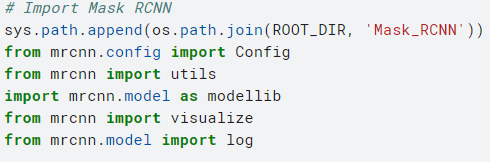 # Import Mask RCNN
sys.path.append(os.path.join(ROOT_DIR, 'Mask_RCNN'))
from mrcnn.config import Config
from mrcnn import utils
import mrcnn.model as modellib
from mrcnn import visualize
from mrcnn.model import log